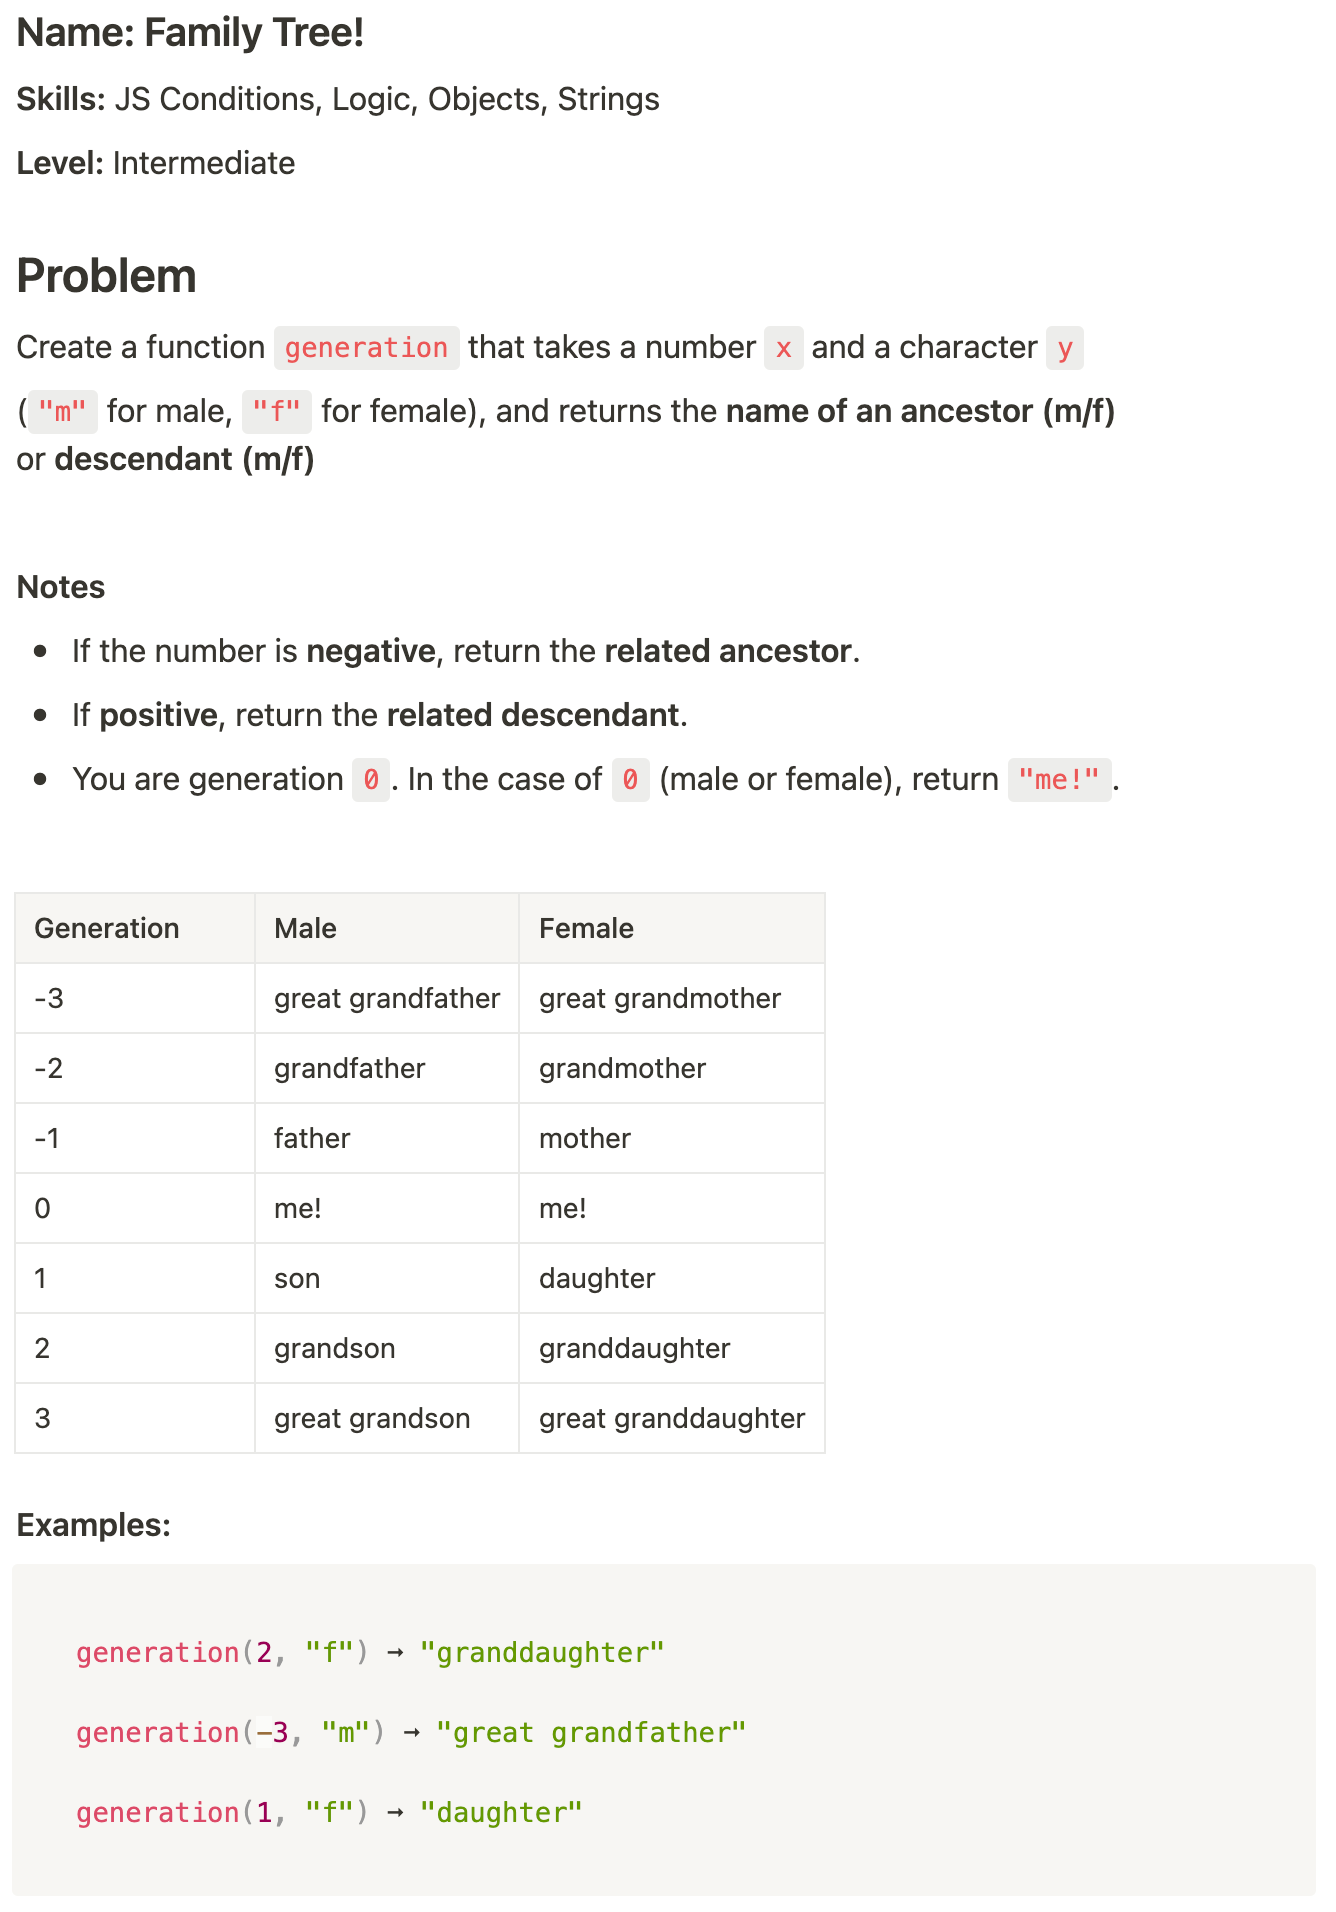 Name: Family Tree!
Skills: JS Conditions, Logic, Objects, Strings
Level: Intermediate
Problem
Create a function generation that takes a number x and a character y
("m" for male, "f" for female), and returns the name of an ancestor (m/f)
or descendant (m/f)
Notes
• If the number is negative, return the related ancestor.
• If positive, return the related descendant.
• You are generation 0. In the case of 0 (male or female), return "me!".
Generation Male Female
-3 great grandfather great grandmother
-2 grandfather grandmother
-1 father mother
0 me! me!
1 son daughter
2 grandson granddaughter
3 great grandson great granddaughter
Examples:
generation(2, "f") ➞ "granddaughter"
generation(-3, "m") ➞ "great grandfather"
generation(1, "f") ➞ "daughter"